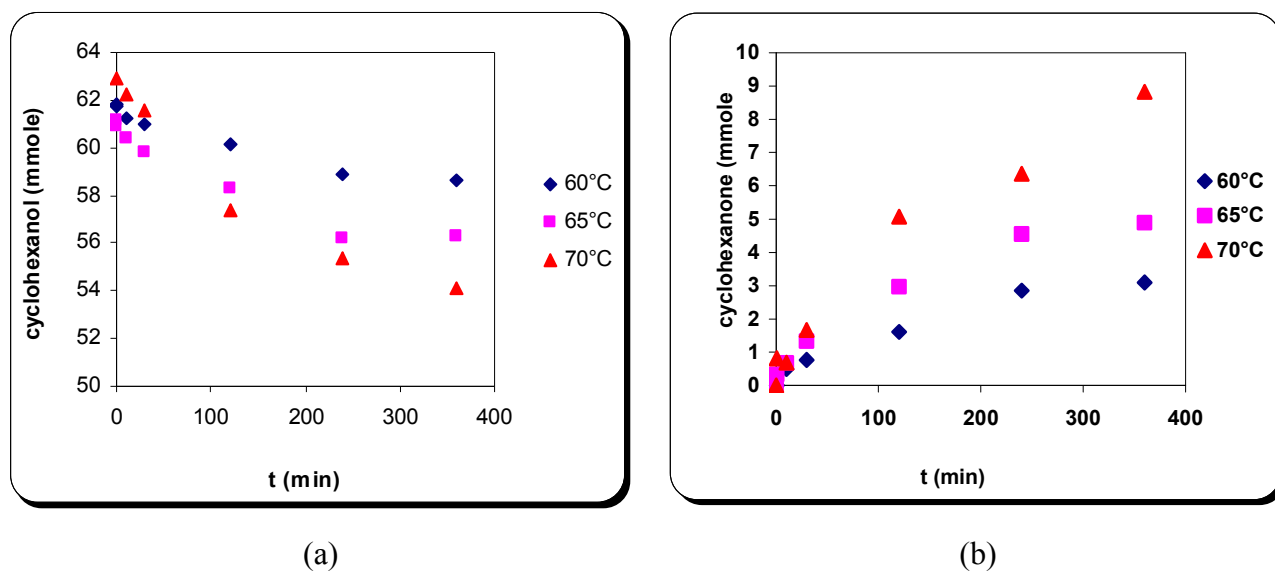 64
62
60
58
56
54
52
50
cyclohexanol (mmole)
0 100 200 300 400
t (min)
60°C
65°C
70°C
(a)
10
9
8
7
6
5
4
3
2
1
0
cyclohexanone (mmole
0 100 200 300 400
t (min)
60°C
65°C
70°C
(b)